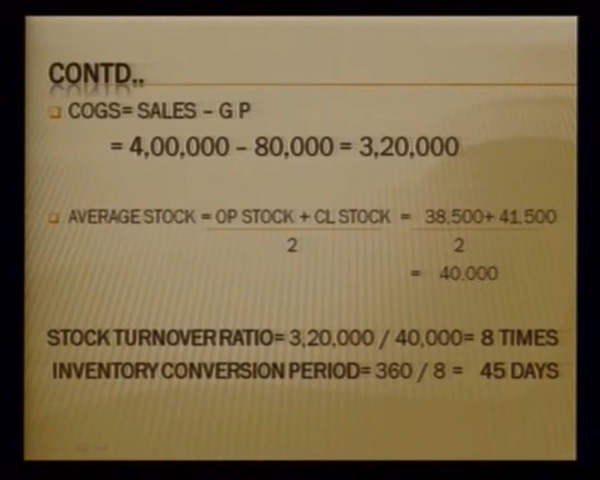 CONTD..
COGS= SALES – G P
= 4,00,000 – 80,000 = 3,20,000
AVERAGE STOCK = OP STOCK + CL STOCK = 38,500+ 41,500
2 2
= 40,000
STOCK TURNOVER RATIO= 3,20,000 / 40,000= 8 TIMES
INVENTORY CONVERSION PERIOD= 360 / 8 = 45 DAYS